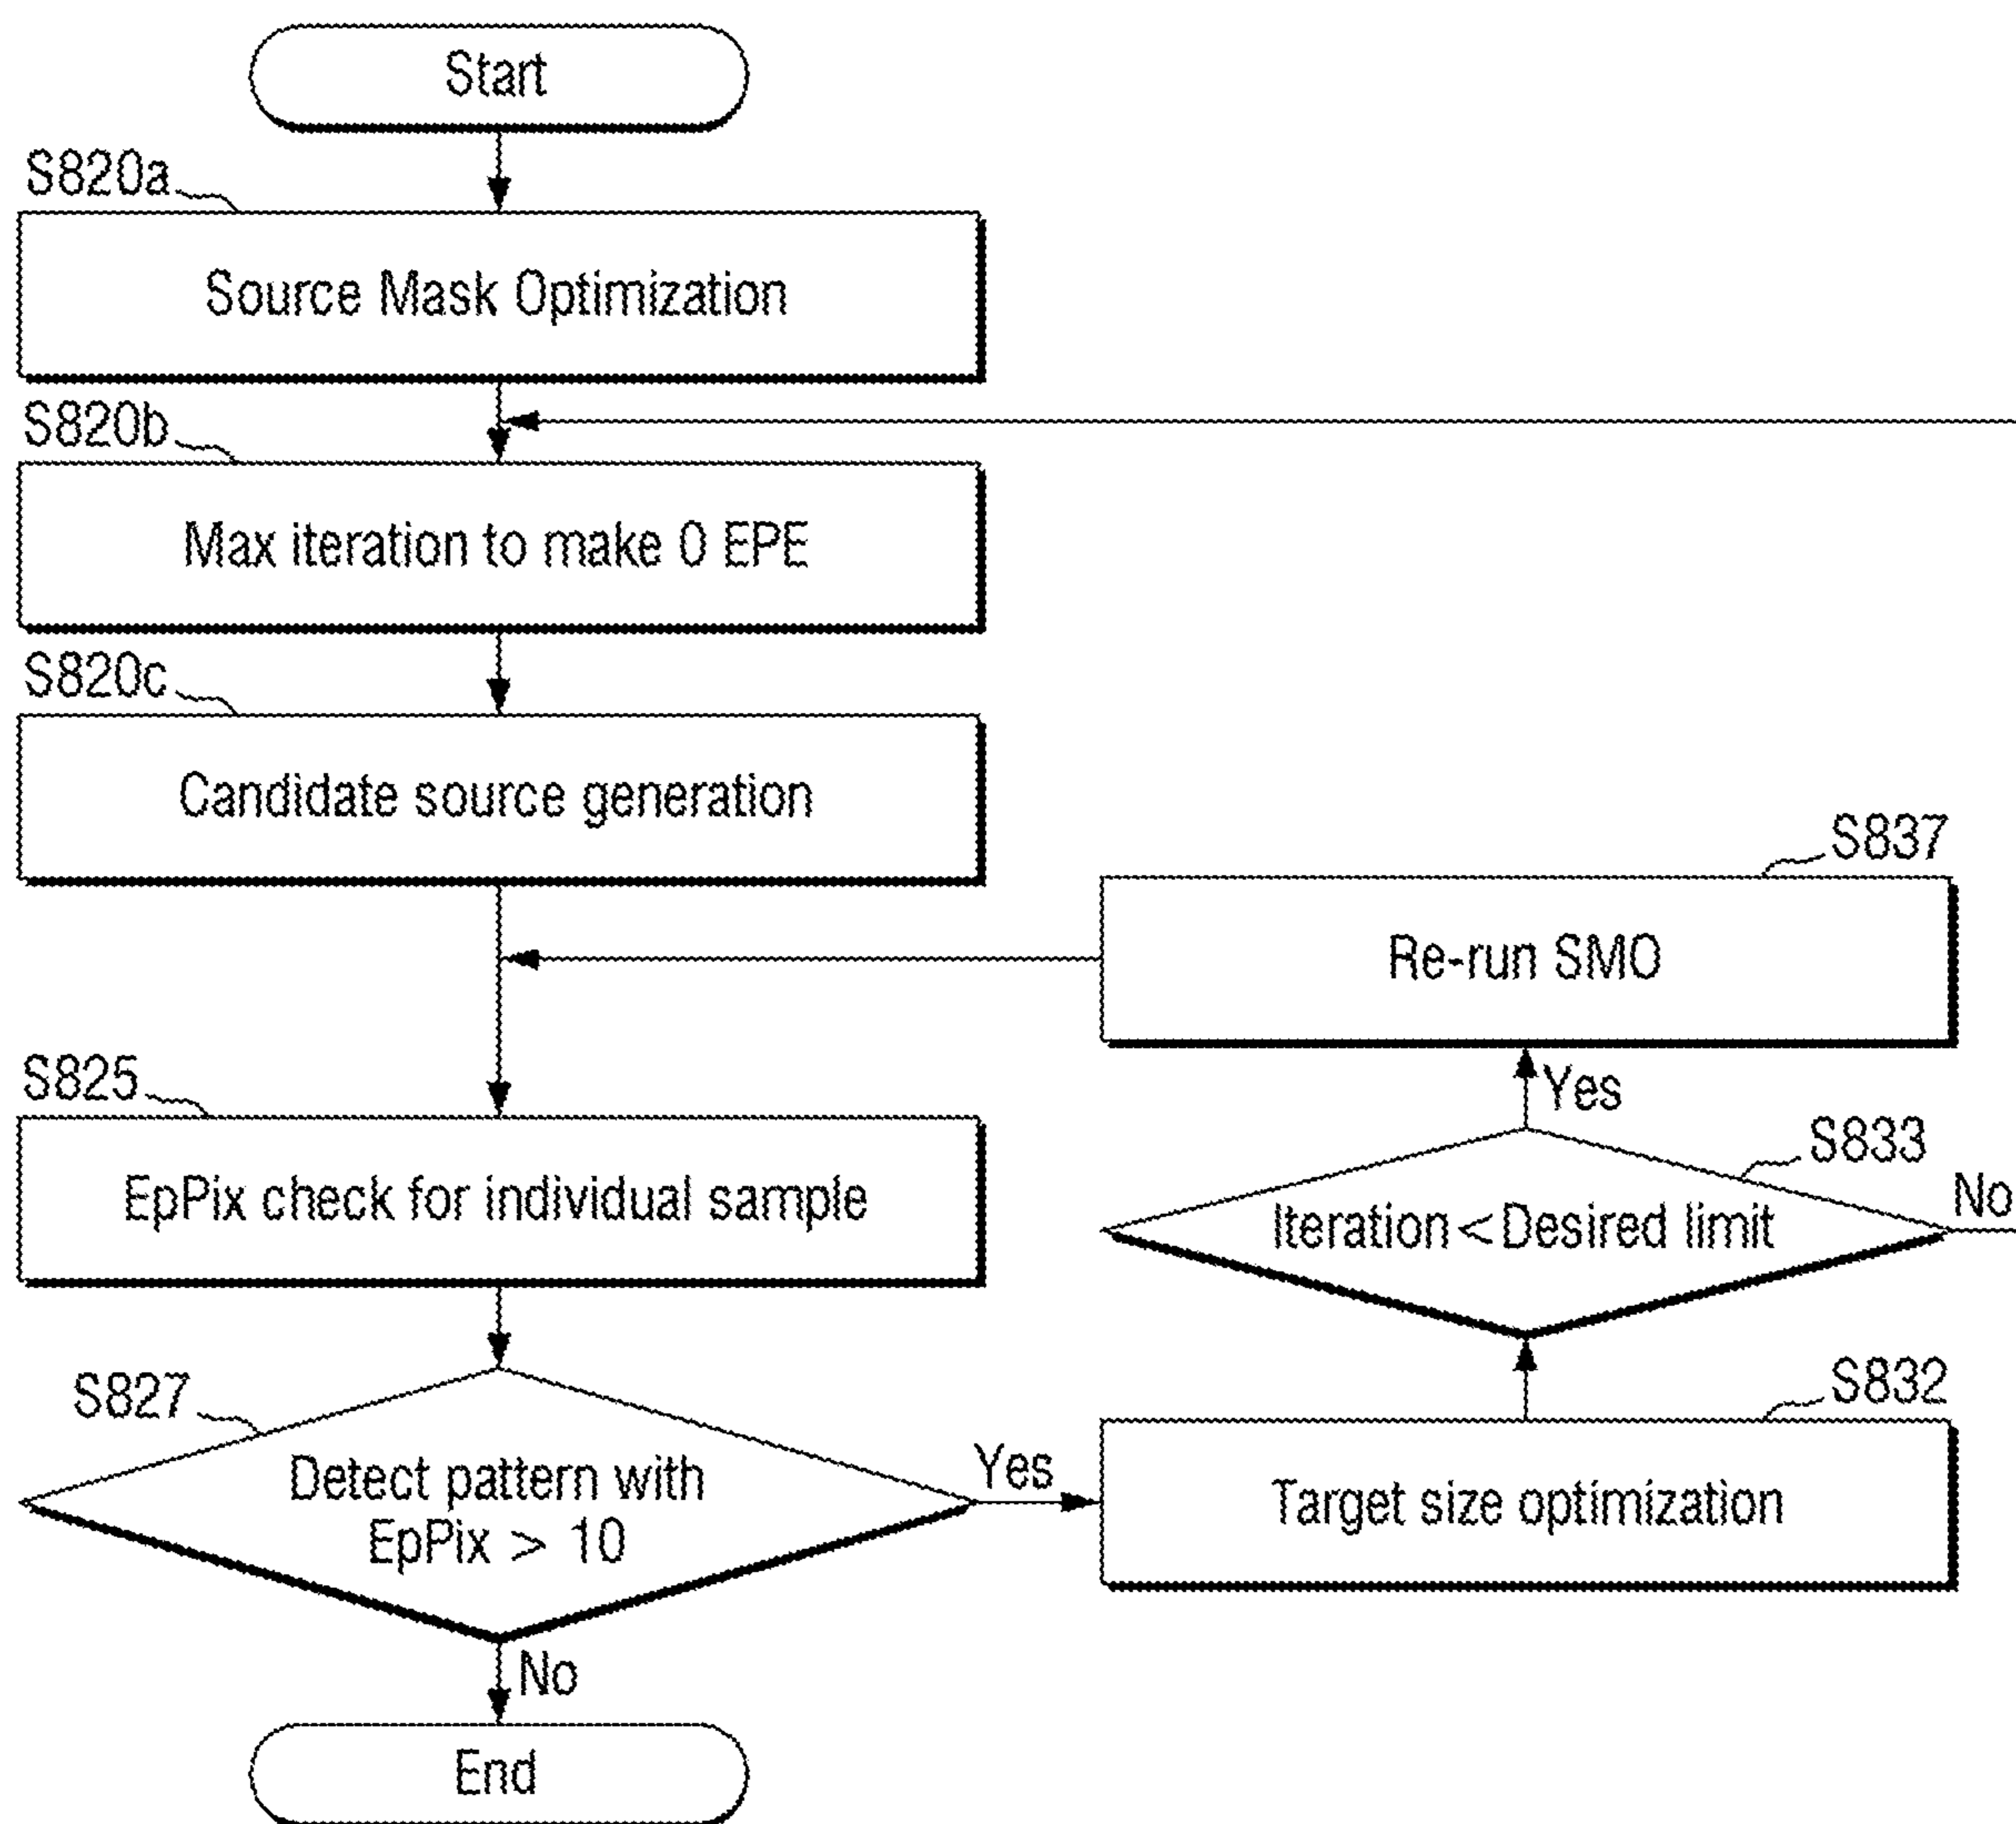 Start
S820a
Source Mask Optimization
S820b
Max iteration to make 0 EPE
S820c
Candidate source generation
S837
Re-run SMO
S825
EpPix check for individual sample
Yes
S833
Iteration < Desired limit
No
S827
Detect pattern with
EpPix > 10
Yes
S832
Target size optimization
No
End